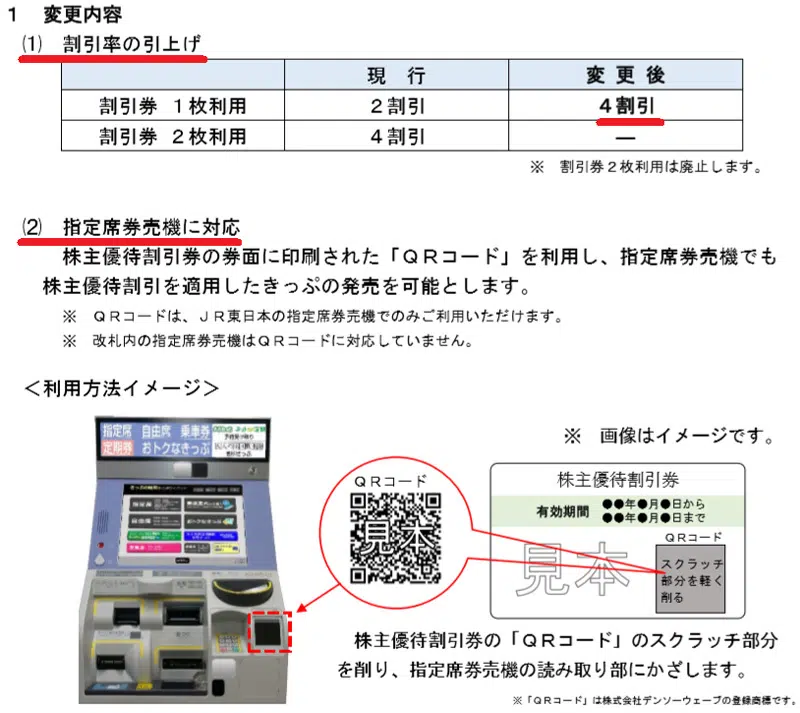 １　変更内容
⑴　割引率の引上げ
現　行
変 更 後
割引券　１枚利用
２割引
４割引
割引券　２枚利用
４割引
―
※　割引券２枚利用は廃止します。
⑵　指定席券売機に対応
株主優待割引券の券面に印刷された「ＱＲコード」を利用し、指定席券売機でも
株主優待割引を適用したきっぷの発売を可能とします。
※　ＱＲコードは、ＪＲ東日本の指定席券売機でのみご利用いただけます。
※　改札内の指定席券売機はＱＲコードに対応していません。
＜利用方法イメージ＞
※　画像はイメージです。
指定席　自由席　乗車券
定期券　おトクなきっぷ
ＱＲコード
見本
株主優待割引券
有効期間
●●年●月●日から
●●年●月●日まで
ＱＲコード
見本
スクラッチ
部分を軽く
削る
株主優待割引券の「ＱＲコード」のスクラッチ部分
を削り、指定席券売機の読み取り部にかざします。
※「ＱＲコード」は株式会社デンソーウェーブの登録商標です。